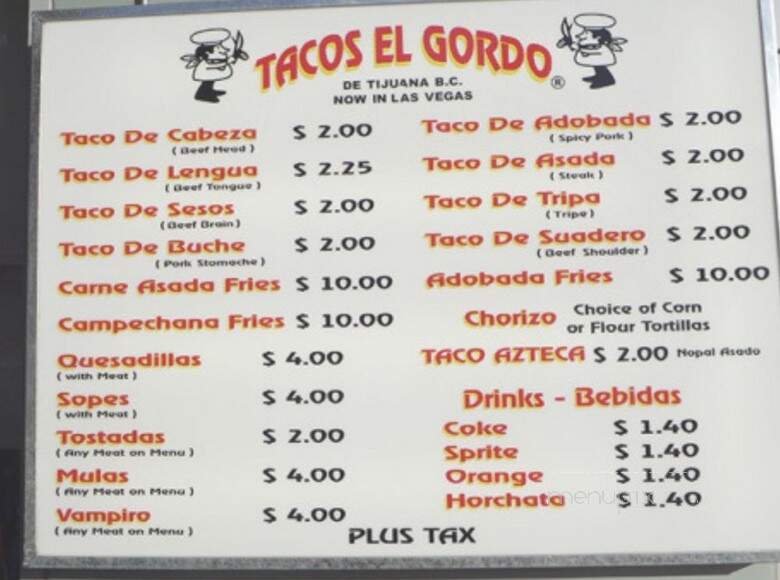 TACOS EL GORDO ®
DE TIJUANA B.C.
NOW IN LAS VEGAS
Taco De Cabeza $ 2.00
( Beef Head )
Taco De Lengua $ 2.25
( Beef Tongue )
Taco De Sesos $ 2.00
( Beef Brain )
Taco De Buche $ 2.00
( Pork Stomache )
Carne Asada Fries $ 10.00
Campechana Fries $ 10.00
Quesadillas $ 4.00
( with Meat )
Sopes $ 4.00
( with Meat )
Tostadas $ 2.00
( Any Meat on Menu )
Mulas $ 4.00
( Any Meat on Menu )
Vampiro $ 4.00
( Any Meat on Menu )
Taco De Adobada $ 2.00
( Spicy Pork )
Taco De Asada $ 2.00
( Steak )
Taco De Tripa $ 2.00
( Tripe )
Taco De Suadero $ 2.00
( Beef Shoulder )
Adobada Fries $ 10.00
Chorizo Choice of Corn
or Flour Tortillas
TACO AZTECA $ 2.00 Nopal Asado
Drinks - Bebidas
Coke $ 1.40
Sprite $ 1.40
Orange $ 1.40
Horchata $ 1.40
PLUS TAX